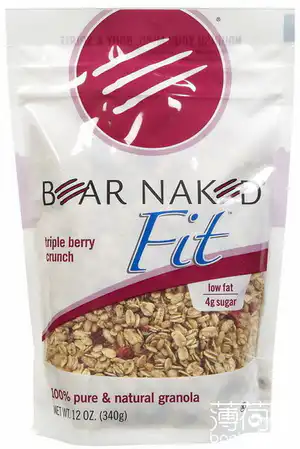 BEAR NAKED
Fit™
triple berry
crunch
low fat
4g sugar
100% pure & natural granola
NET WT. 12 OZ. (340g)
薄荷